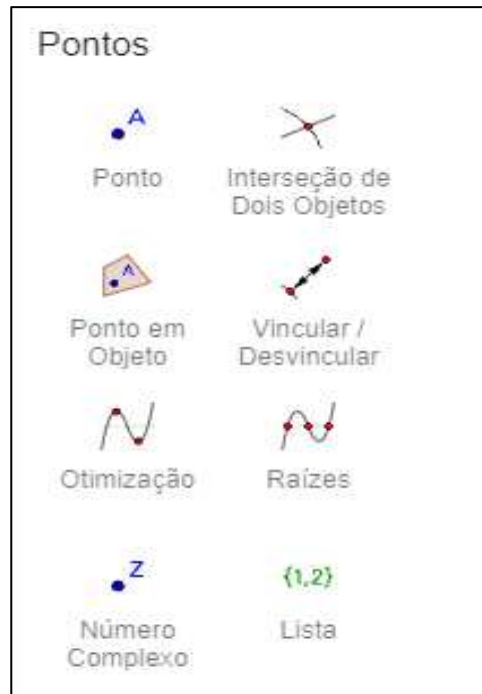 Pontos
A
Ponto
Interseção de
Dois Objetos
A
Ponto em
Objeto
Vincular /
Desvincular
Otimização
Raízes
Z
Número
Complexo
{1,2}
Lista